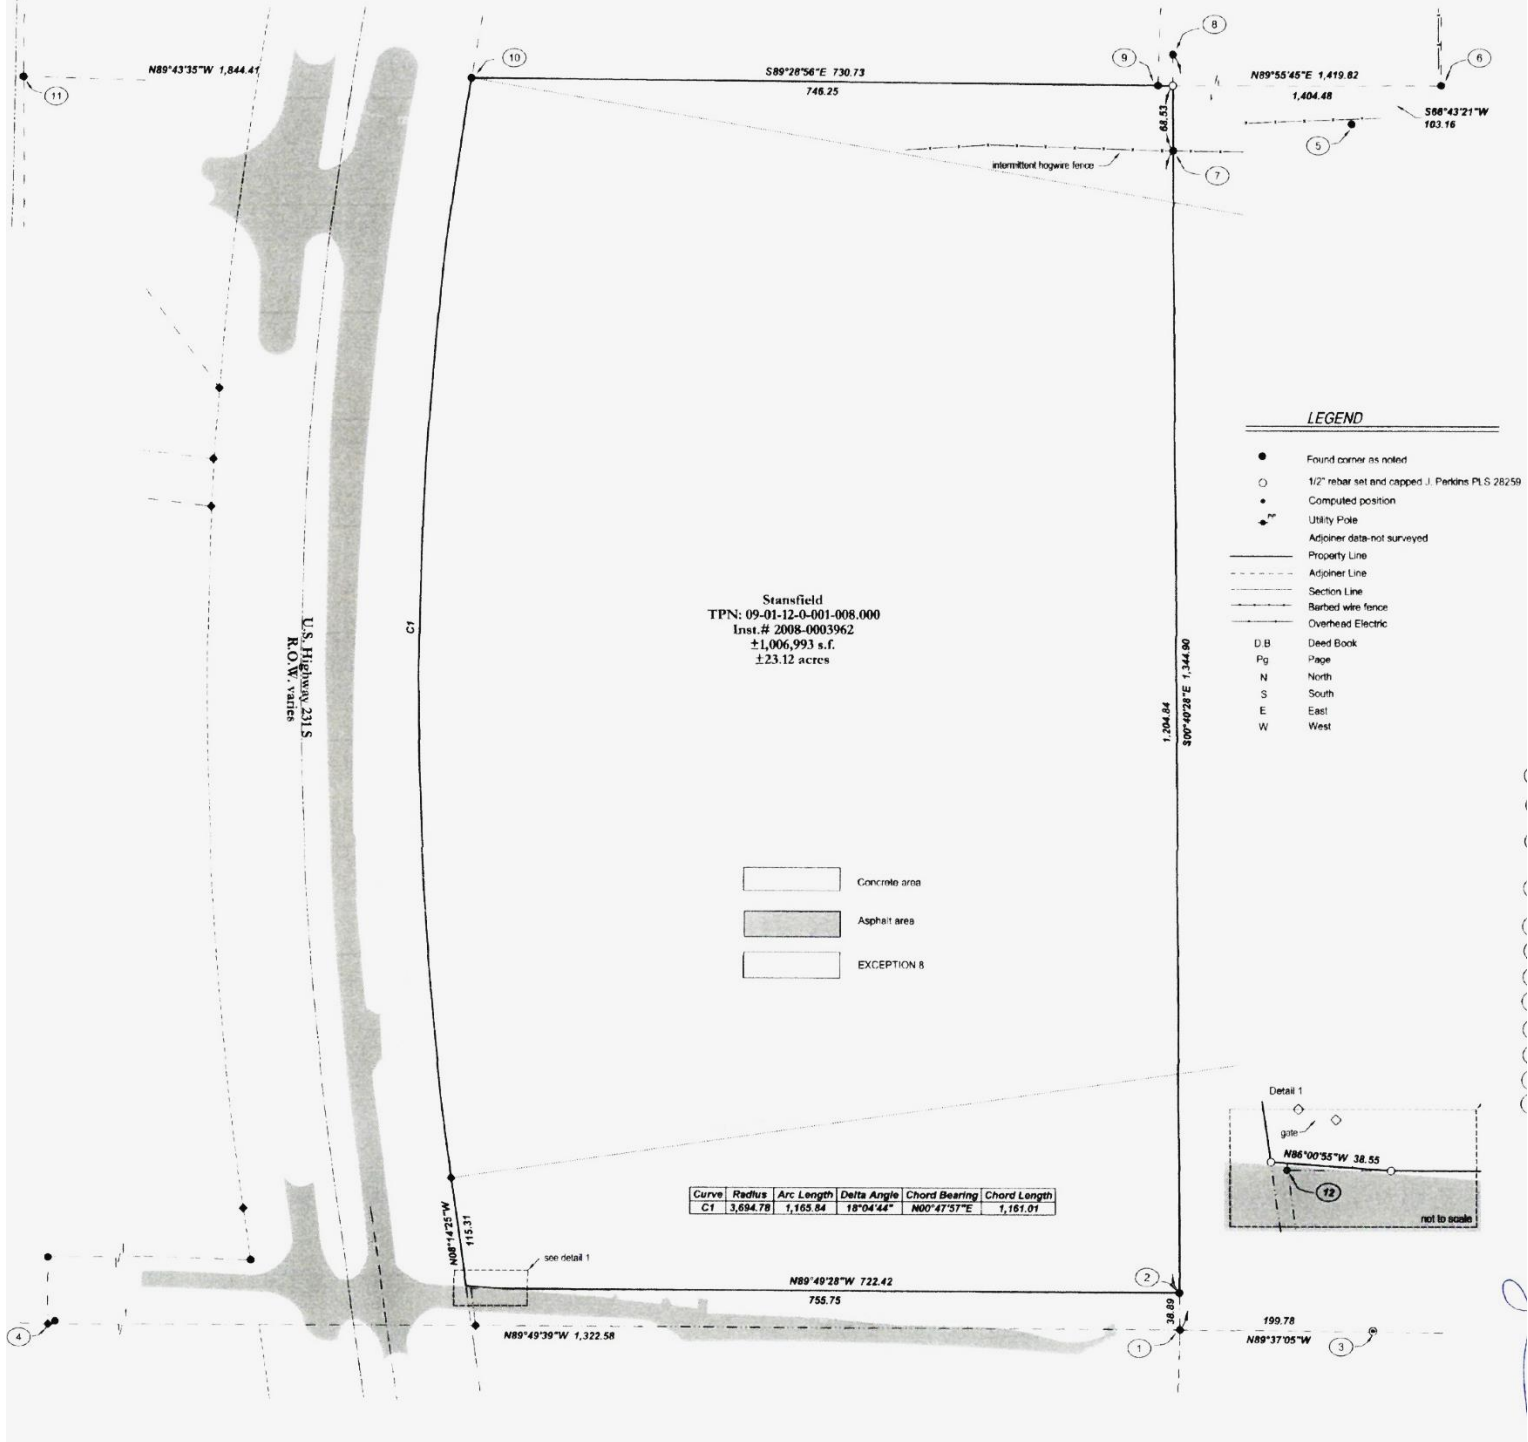 8
N89°43'35"W 1,844.41
10
S89°28'56"E 730.73
9
N89°55'45"E 1,419.82
6
11
746.25
1,404.48
S66°43'21"W
103.16
68.53
5
intermittent hogwire fence
7
LEGEND
Found corner as noted
1/2" rebar set and capped J. Perkins PLS 28259
Computed position
PP Utility Pole
Adjoiner data-not surveyed
Property Line
Adjoiner Line
Section Line
Barbed wire fence
Overhead Electric
D.B Deed Book
Pg Page
N North
S South
E East
W West
C1
U.S. Highway 231S
R.O.W. varies
Stansfield
TPN: 09-01-12-0-001-008.000
Inst.# 2008-0003962
±1,006,993 s.f.
±23.12 acres
1,204.84
S00°40'28"E 1,344.90
Concrete area
Asphalt area
EXCEPTION 8
Detail 1
gate
N86°00'55"W 38.55
12
not to scale
Curve Radius Arc Length Delta Angle Chord Bearing Chord Length
C1 3,694.78 1,165.84 18°04'44" N00°47'57"E 1,161.01
N08°14'25"W
115.31
see detail 1
N89°49'28"W 722.42
755.75
2
38.89
4
N89°49'39"W 1,322.58
1
199.78
N89°37'05"W
3